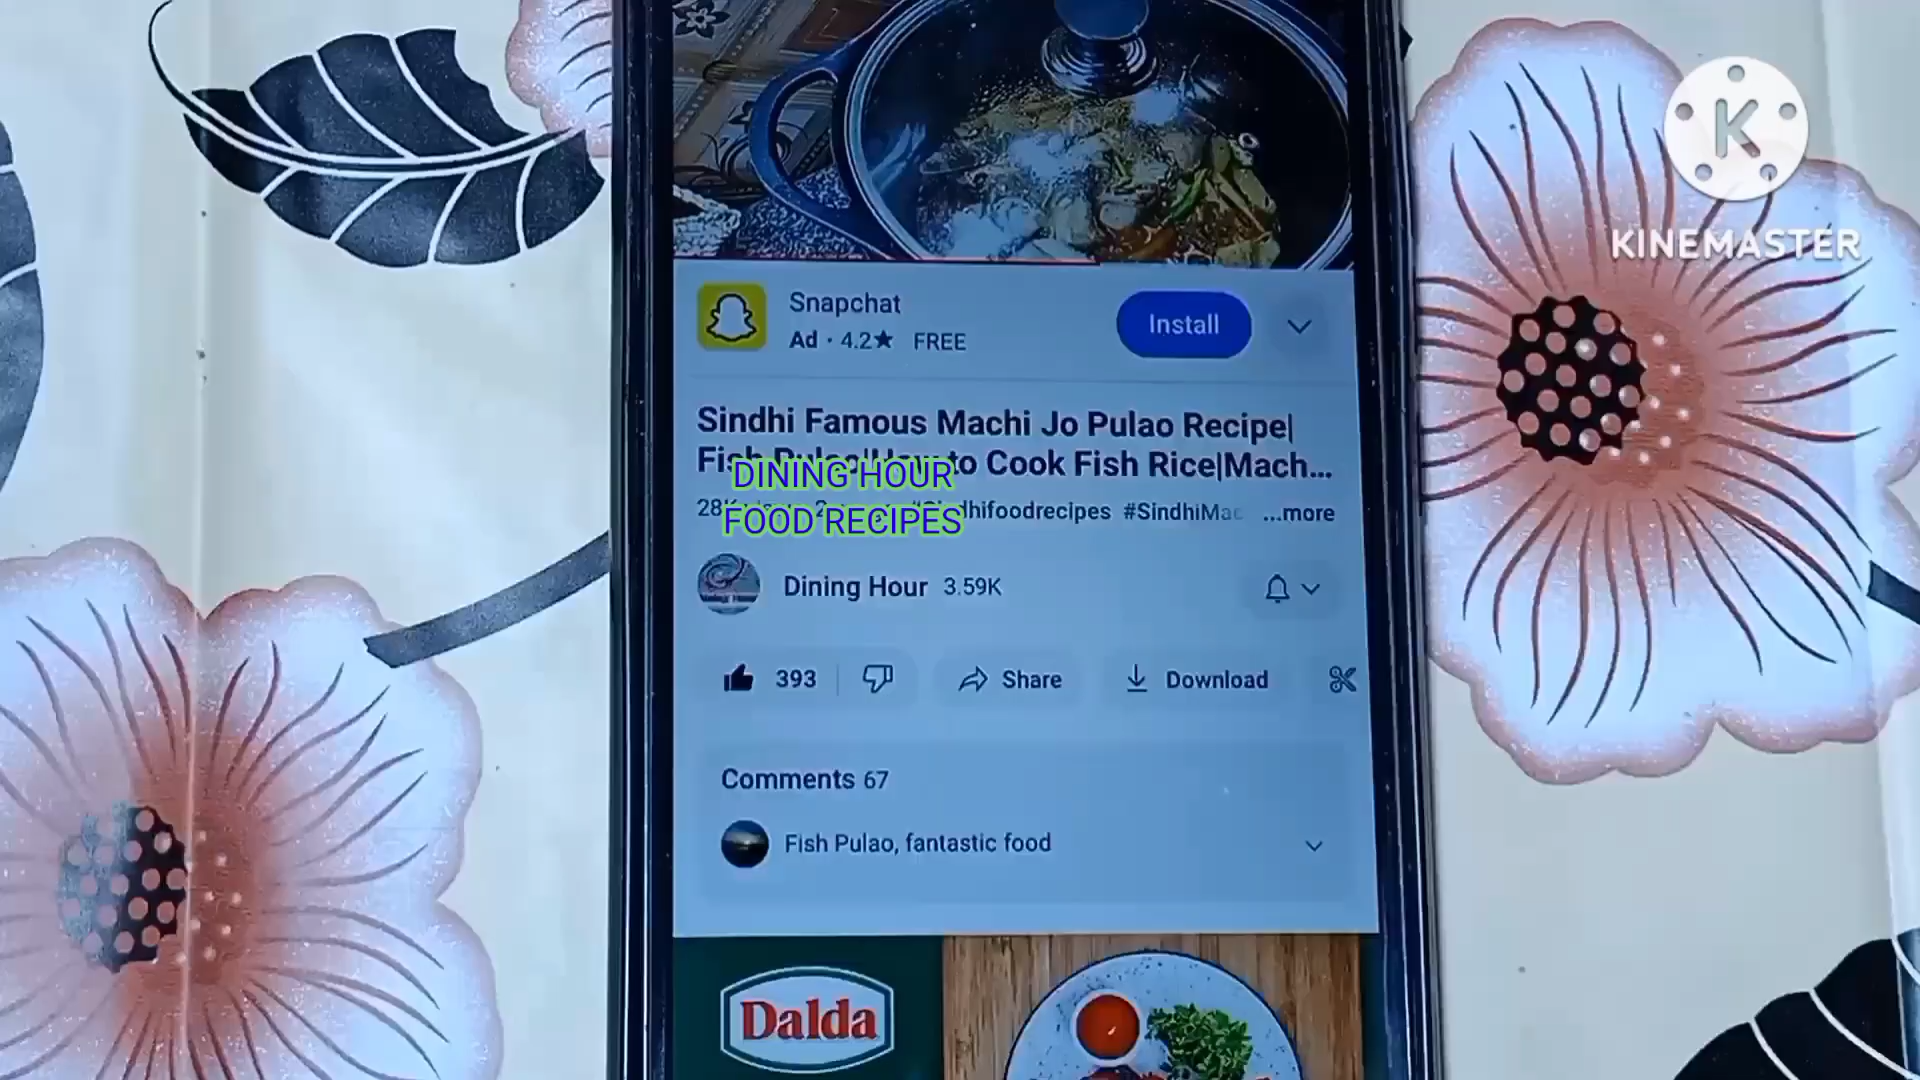 K
KINEMASTER
Snapchat
Ad · 4.2★ FREE
Install
Sindhi Famous Machi Jo Pulao Recipe|
to Cook Fish Rice|Mach...
DINING HOUR
#SindhiMac ...more
FOOD RECIPES
Dining Hour 3.59K
393
Share
Download
Comments 67
Fish Pulao, fantastic food
Dalda